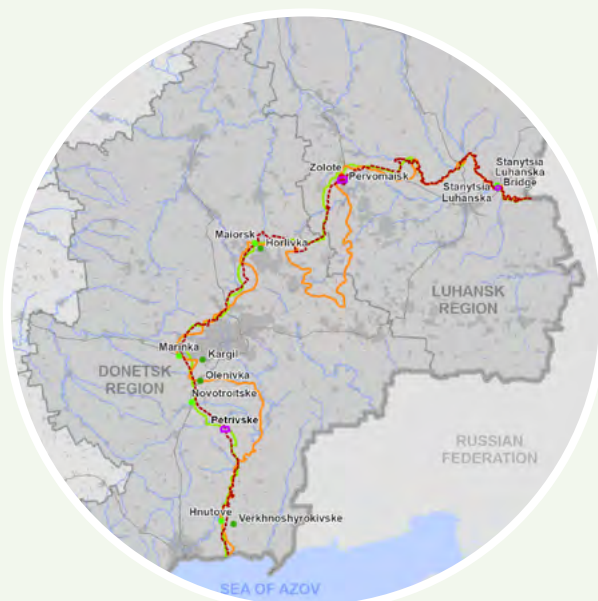 Zolote
Pervomaisk
Stanytsia
Luhanska
Bridge
Stanytsia
Luhanska
Maiorsk
Horlivka
LUHANSK
REGION
Marinka
Kargil
DONETSK
REGION
Olenivka
Novotroitske
Petrivske
RUSSIAN
FEDERATION
Hnutove
Verkhnoshyrokivske
SEA OF AZOV